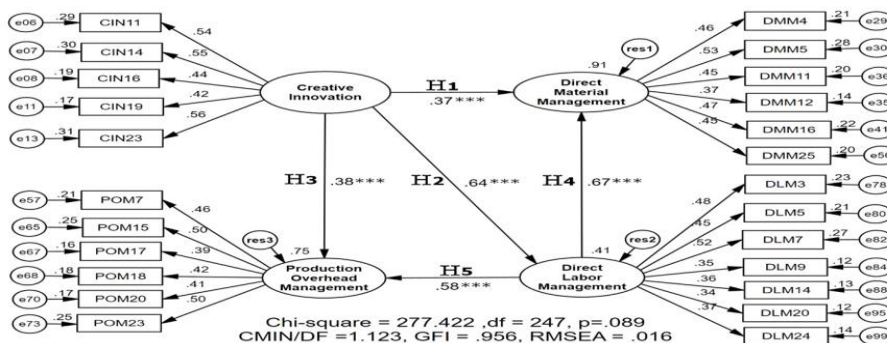 e06 .29 CIN11 .54
e07 .30 CIN14 .55
e08 .19 CIN16 .44
e11 .17 CIN19 .42
e13 .31 CIN23 .56
Creative
Innovation
H1
.37***
res1
.91
Direct
Material
Management
.46 DMM4 .21 e29
.53 DMM5 .28 e30
.45 DMM11 .20
.37 DMM12 .14
.47 DMM16 .22 e41
.45 DMM25 .20
H3 .38***
H2 .64***
H4 .67***
e57 .21 POM7 .46
e65 .25 POM15 .50
e67 .16 POM17 .39
e68 .18 POM18 .42
e70 .17 POM20 .41
e73 .25 POM23 .50
res3
.75
Production
Overhead
Management
H5
.58***
res2
.41
Direct
Labor
Management
.48 DLM3 .23 e78
.45 DLM5 .21 e80
.52 DLM7 .27 e82
.35 DLM9 .12 e84
.36 DLM14 .13 e88
.34 DLM20 .12 e95
.37 DLM24 .14 e99
Chi-square = 277.422 ,df = 247, p=.089
CMIN/DF =1.123, GFI = .956, RMSEA = .016